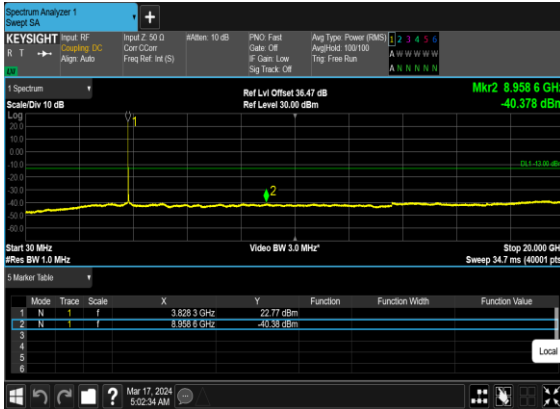 Spectrum Analyzer 1
Swept SA
+
KEYSIGHT
R T
Input: RF
Coupling: DC
Align: Auto
Input Z: 50 Ω
Corr CCorr
Freq Ref: Int (S)
#Atten: 10 dB
PNO: Fast
Gate: Off
IF Gain: Low
Sig Track: Off
Avg Type: Power (RMS)
Avg|Hold: 100/100
Trig: Free Run
1 2 3 4 5 6
A W W W W W
A N N N N N
1 Spectrum
Scale/Div 10 dB
Ref Lvl Offset 36.47 dB
Ref Level 30.00 dBm
Mkr2 8.958 6 GHz
-40.378 dBm
Log
20.0
10.0
0.00
-10.0
-20.0
-30.0
-40.0
-50.0
-60.0
1
2
DL1 -13.00 dBm
Start 30 MHz
#Res BW 1.0 MHz
Video BW 3.0 MHz*
Stop 20.000 GH
Sweep 34.7 ms (40001 pts
5 Marker Table
Mode Trace Scale X Y Function Function Width Function Value
1 N 1 f 3.828 3 GHz 22.77 dBm
2 N 1 f 8.958 6 GHz -40.38 dBm
3
4
5
6
Local
?
Mar 17, 2024
5:02:34 AM